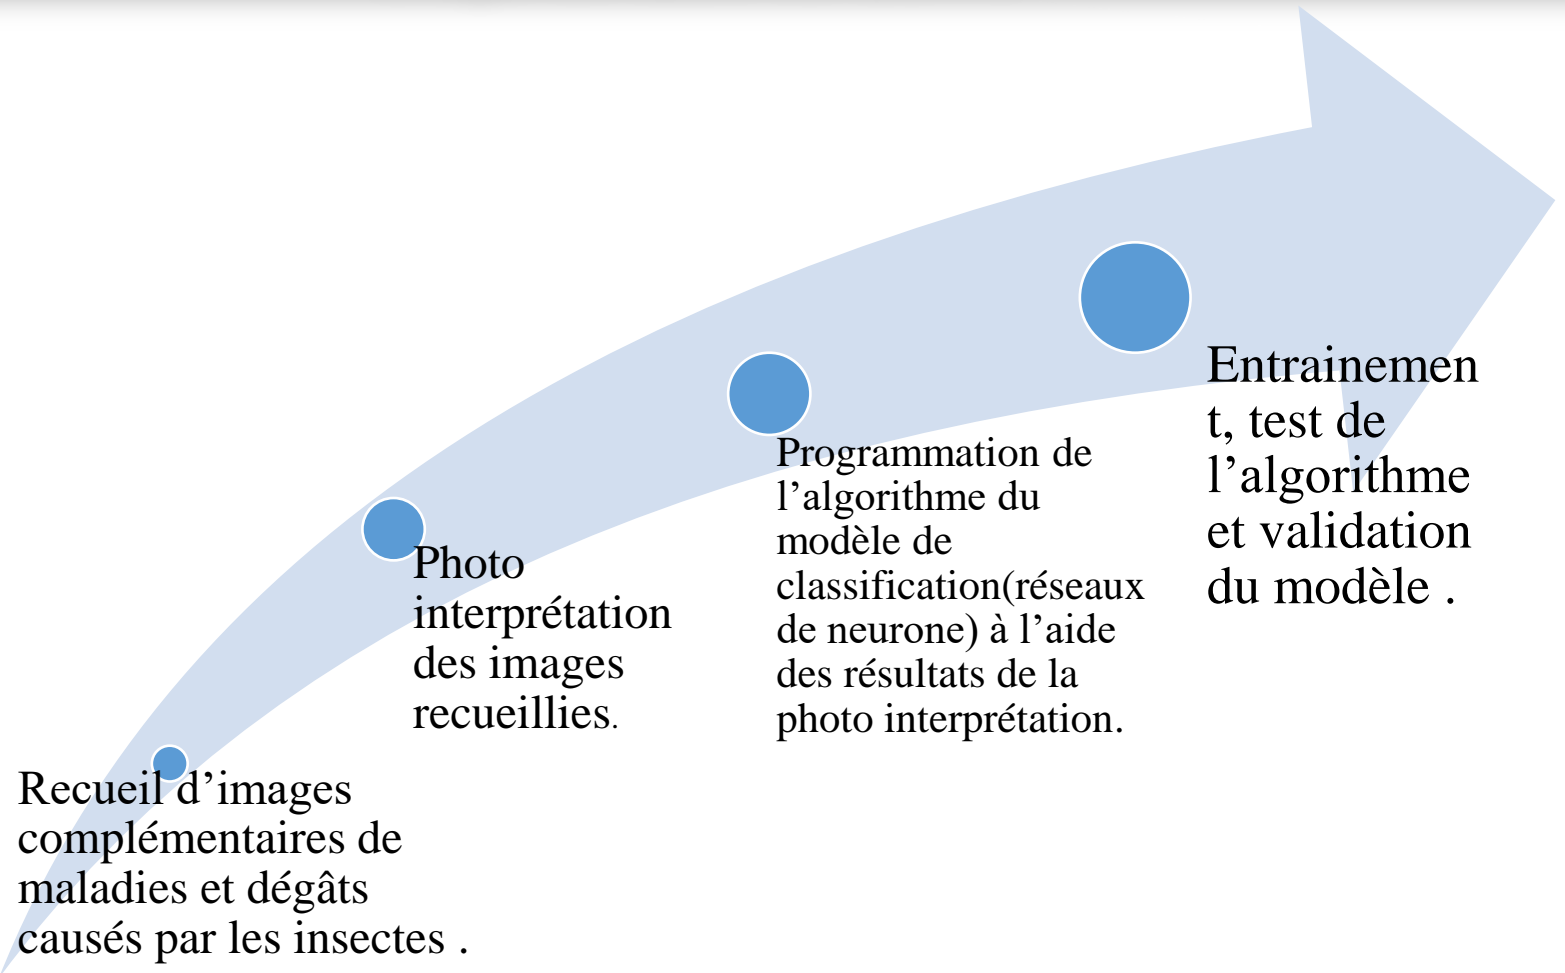 Recueil d’images
complémentaires de
maladies et dégâts
causés par les insectes .
Photo
interprétation
des images
recueillies.
Programmation de
l’algorithme du
modèle de
classification(réseaux
de neurone) à l’aide
des résultats de la
photo interprétation.
Entrainemen
t, test de
l’algorithme
et validation
du modèle .